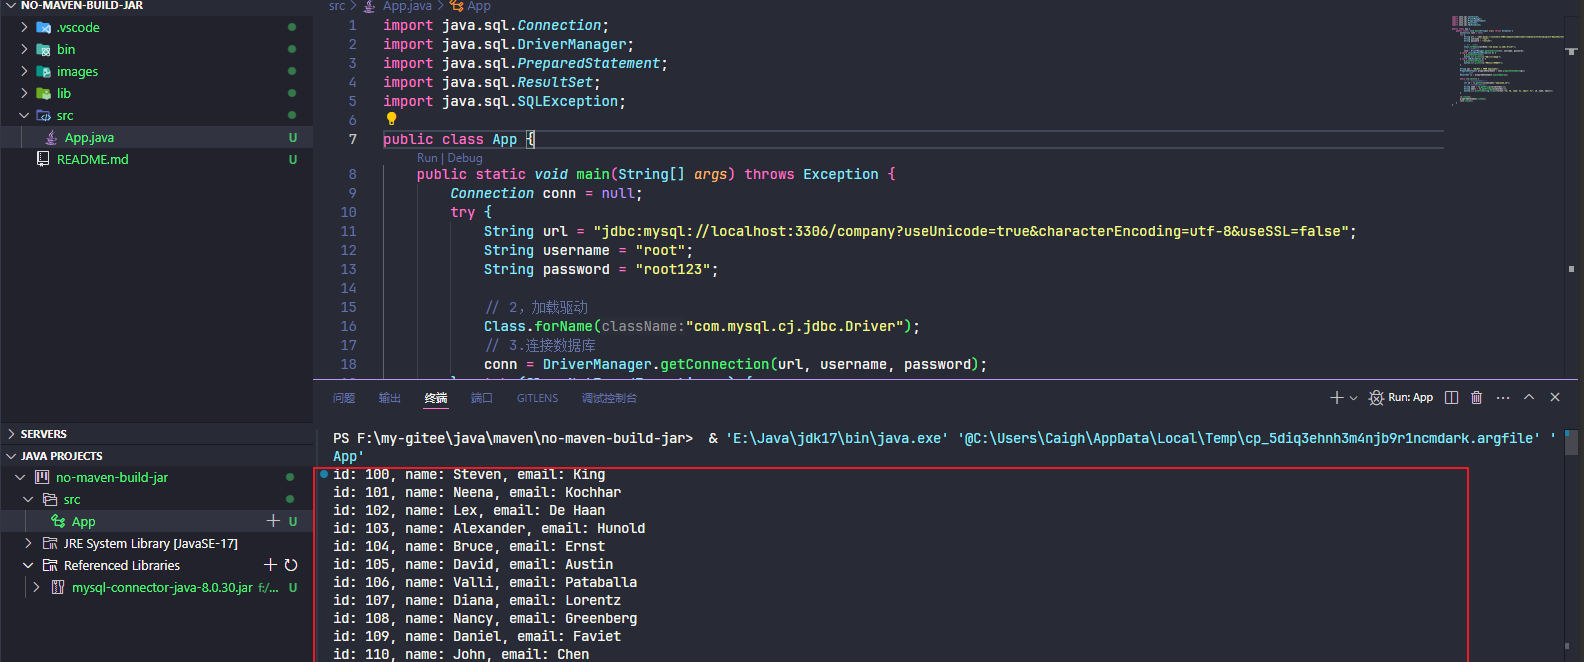 NO-MAVEN-BUILD-JAR
.vscode
bin
images
lib
src
App.java U
README.md U
SERVERS
JAVA PROJECTS
no-maven-build-jar
src
App U
JRE System Library [JavaSE-17]
Referenced Libraries
mysql-connector-java-8.0.30.jar f:/... U
src > App.java > App
1 import java.sql.Connection;
2 import java.sql.DriverManager;
3 import java.sql.PreparedStatement;
4 import java.sql.ResultSet;
5 import java.sql.SQLException;
6
7 public class App {
Run | Debug
8 public static void main(String[] args) throws Exception {
9 Connection conn = null;
10 try {
11 String url = "jdbc:mysql://localhost:3306/company?useUnicode=true&characterEncoding=utf-8&useSSL=false";
12 String username = "root";
13 String password = "root123";
14
15 // 2，加载驱动
16 Class.forName(className:"com.mysql.cj.jdbc.Driver");
17 // 3.连接数据库
18 conn = DriverManager.getConnection(url, username, password);
问题 输出 终端 端口 GITLENS 调试控制台
Run: App
PS F:\my-gitee\java\maven\no-maven-build-jar> & 'E:\Java\jdk17\bin\java.exe' '@C:\Users\Caigh\AppData\Local\Temp\cp_5diq3ehnh3m4njb9r1ncmdark.argfile' '
App'
id: 100, name: Steven, email: King
id: 101, name: Neena, email: Kochhar
id: 102, name: Lex, email: De Haan
id: 103, name: Alexander, email: Hunold
id: 104, name: Bruce, email: Ernst
id: 105, name: David, email: Austin
id: 106, name: Valli, email: Pataballa
id: 107, name: Diana, email: Lorentz
id: 108, name: Nancy, email: Greenberg
id: 109, name: Daniel, email: Faviet
id: 110, name: John, email: Chen